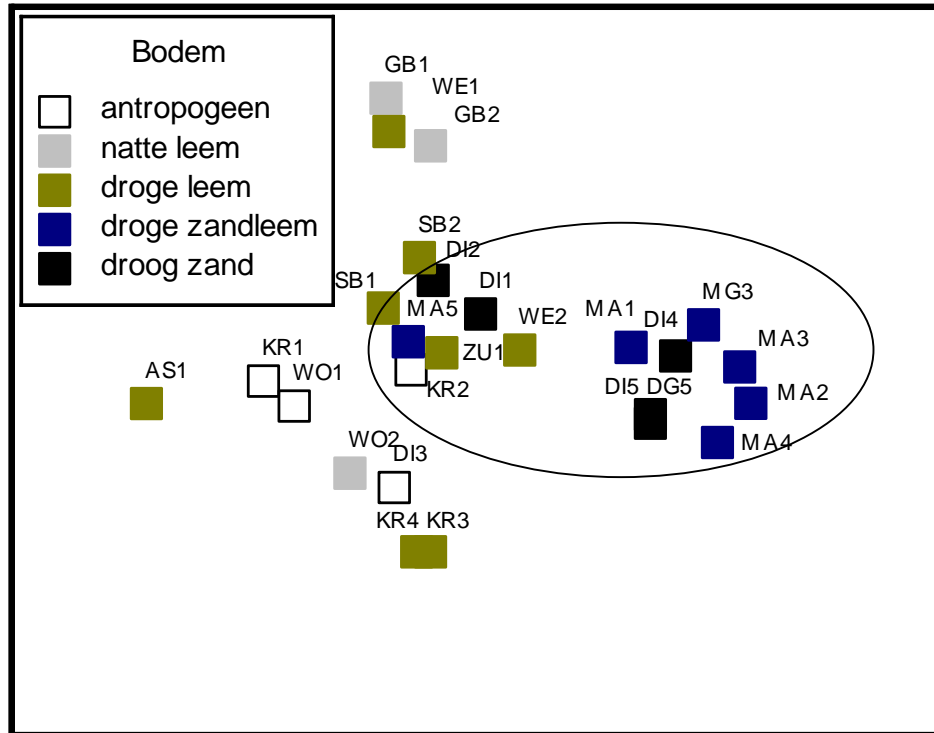 Bodem
antropogeen
natte leem
droge leem
droge zandleem
droog zand
GB1
WE1
GB2
SB2
DI2
SB1
DI1
MA5
WE2
MA1
DI4
MG3
MA3
ZU1
KR1
WO1
AS1
KR2
DI5 DG5
MA2
MA4
WO2
DI3
KR4 KR3